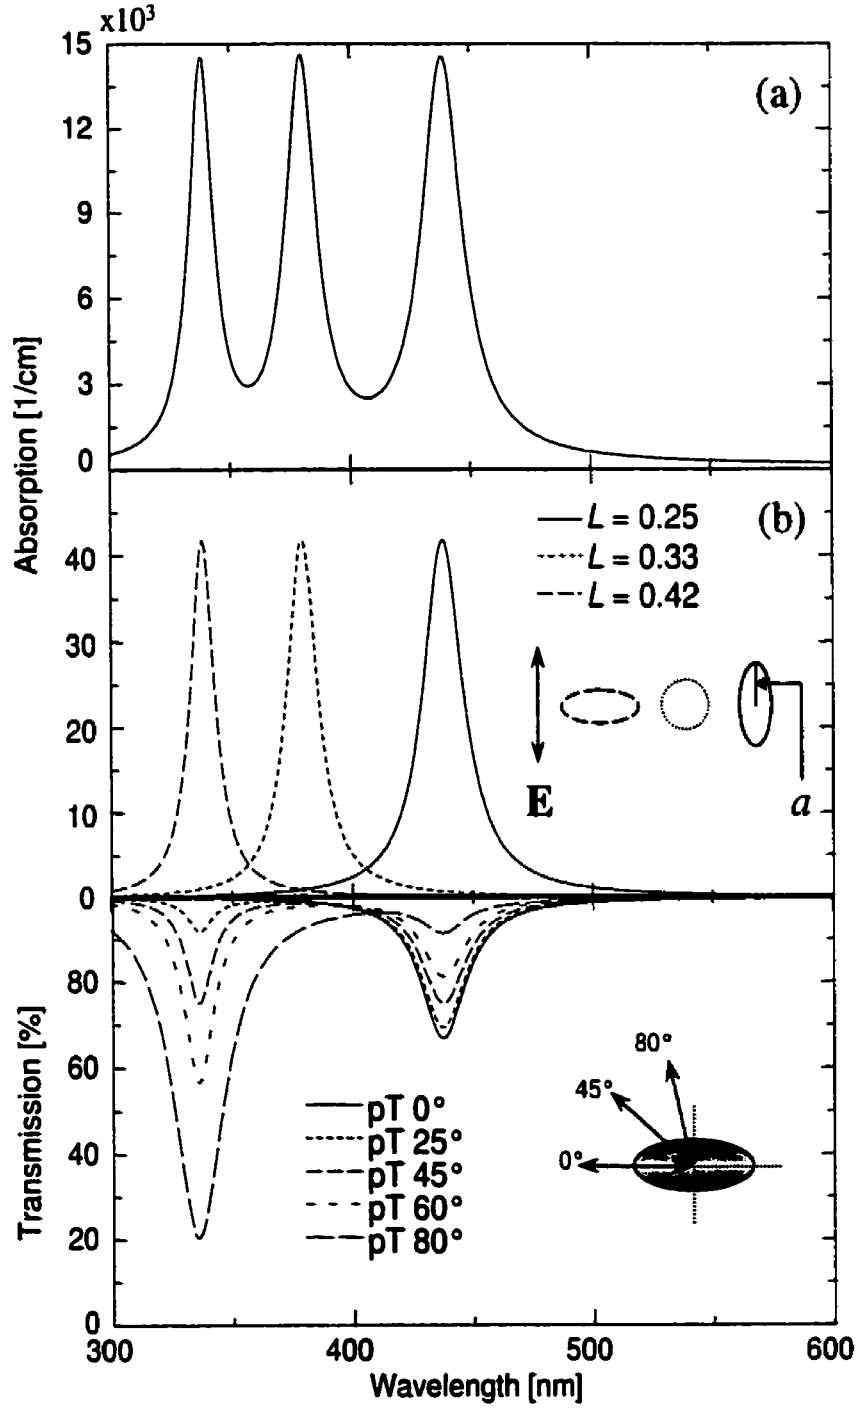 x10³
15
12
9
6
3
0
(a)
Absorption [1/cm]
40
30
20
10
0
L = 0.25
L = 0.33
L = 0.42
(b)
E
a
Transmission [%]
80
60
40
20
0
pT 0°
pT 25°
pT 45°
pT 60°
pT 80°
80°
45°
0°
300
400
500
600
Wavelength [nm]